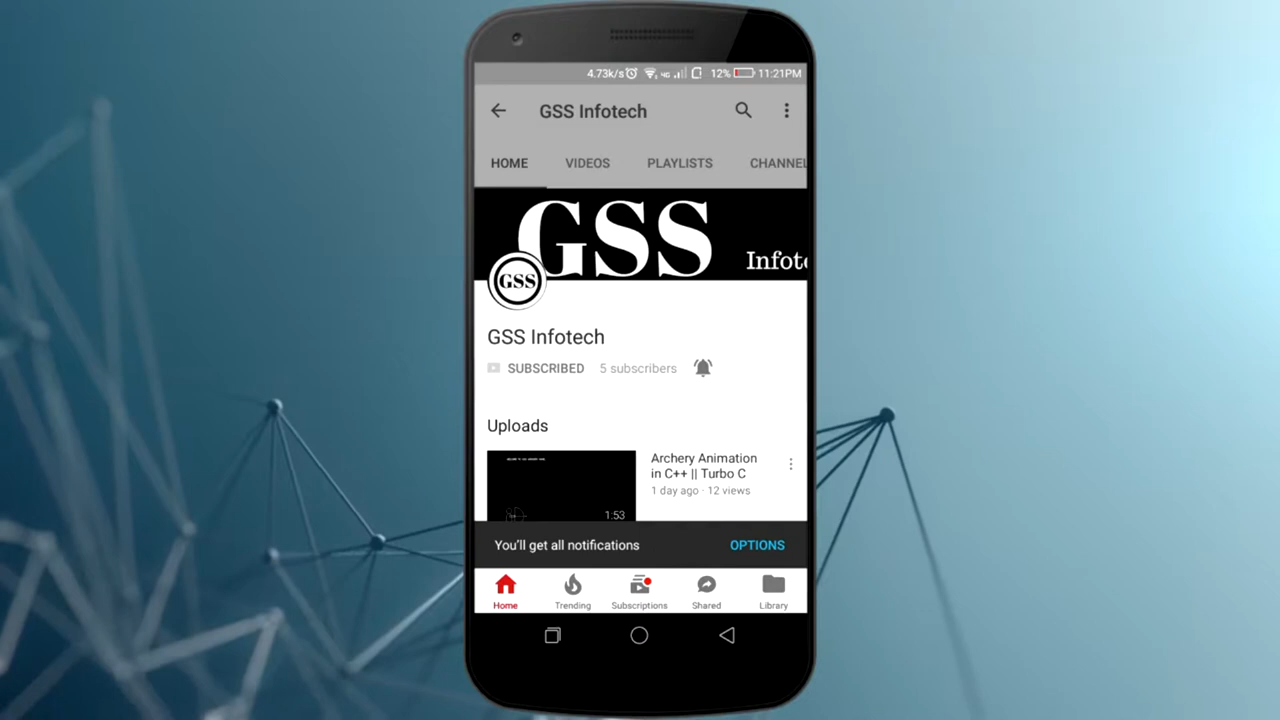 4.73k/s 4G 12% 11:21PM
GSS Infotech
HOME VIDEOS PLAYLISTS CHANNEL
GSS Infot
GSS
GSS Infotech
SUBSCRIBED 5 subscribers
Uploads
Archery Animation
in C++ || Turbo C
1 day ago · 12 views
1:53
You'll get all notifications OPTIONS
Home Trending Subscriptions Shared Library